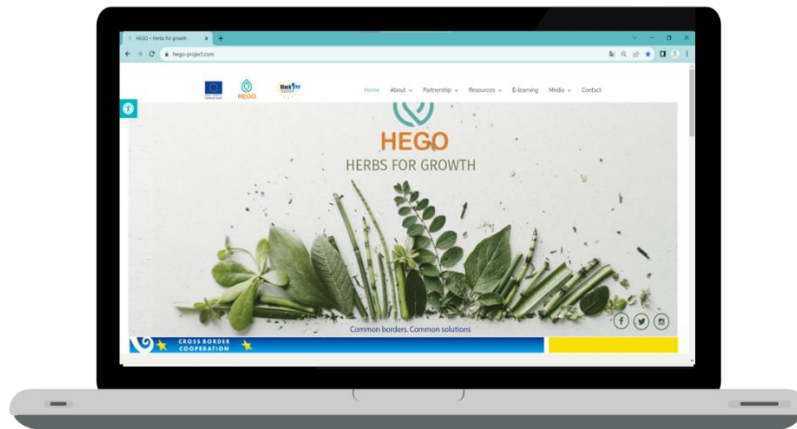 HEGO – Herbs for growth
hego-project.com
HEGO
Home About Partnership Resources E-learning Media Contact
HEGO
HERBS FOR GROWTH
Common borders. Common solutions
CROSS BORDER
COOPERATION